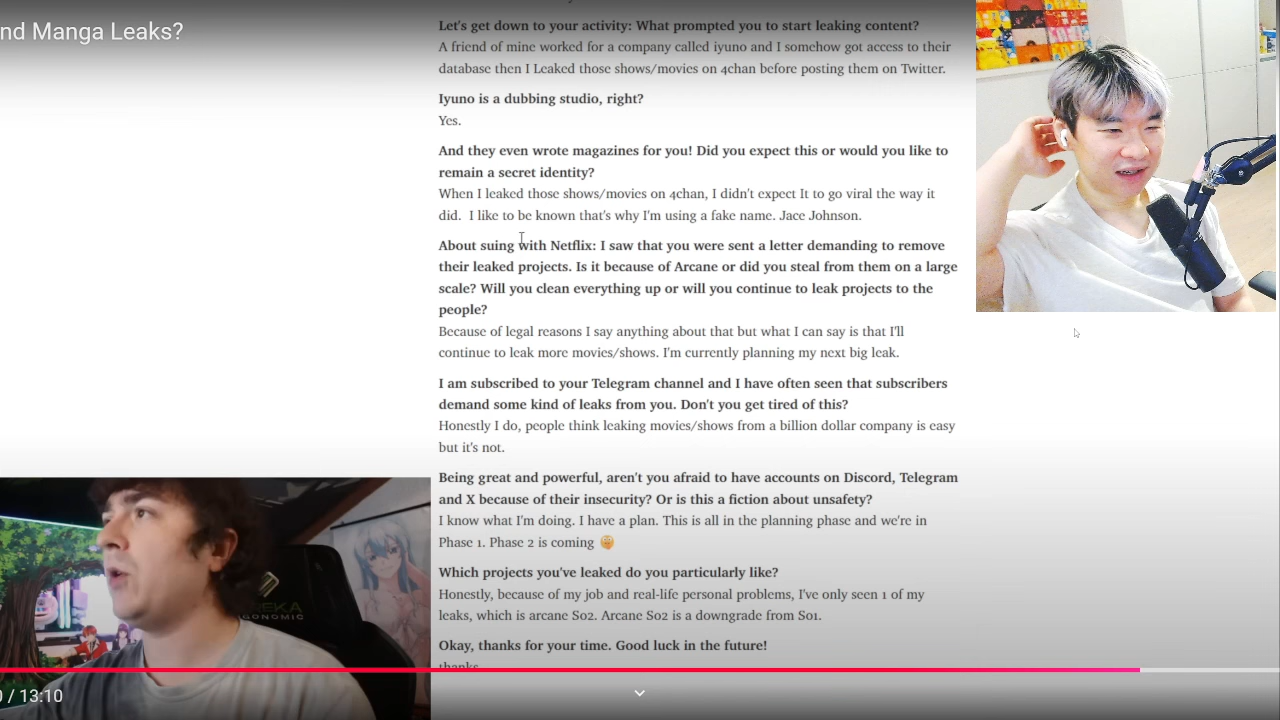 nd Manga Leaks?
Let's get down to your activity: What prompted you to start leaking content?
A friend of mine worked for a company called iyuno and I somehow got access to their
database then I Leaked those shows/movies on 4chan before posting them on Twitter.
Iyuno is a dubbing studio, right?
Yes.
And they even wrote magazines for you! Did you expect this or would you like to
remain a secret identity?
When I leaked those shows/movies on 4chan, I didn't expect It to go viral the way it
did.  I like to be known that's why I'm using a fake name. Jace Johnson.
About suing with Netflix: I saw that you were sent a letter demanding to remove
their leaked projects. Is it because of Arcane or did you steal from them on a large
scale? Will you clean everything up or will you continue to leak projects to the
people?
Because of legal reasons I say anything about that but what I can say is that I'll
continue to leak more movies/shows. I'm currently planning my next big leak.
I am subscribed to your Telegram channel and I have often seen that subscribers
demand some kind of leaks from you. Don't you get tired of this?
Honestly I do, people think leaking movies/shows from a billion dollar company is easy
but it's not.
Being great and powerful, aren't you afraid to have accounts on Discord, Telegram
and X because of their insecurity? Or is this a fiction about unsafety?
I know what I'm doing. I have a plan. This is all in the planning phase and we're in
Phase 1. Phase 2 is coming
Which projects you've leaked do you particularly like?
Honestly, because of my job and real-life personal problems, I've only seen 1 of my
leaks, which is arcane S02. Arcane S02 is a downgrade from S01.
Okay, thanks for your time. Good luck in the future!
thanks
/ 13:10